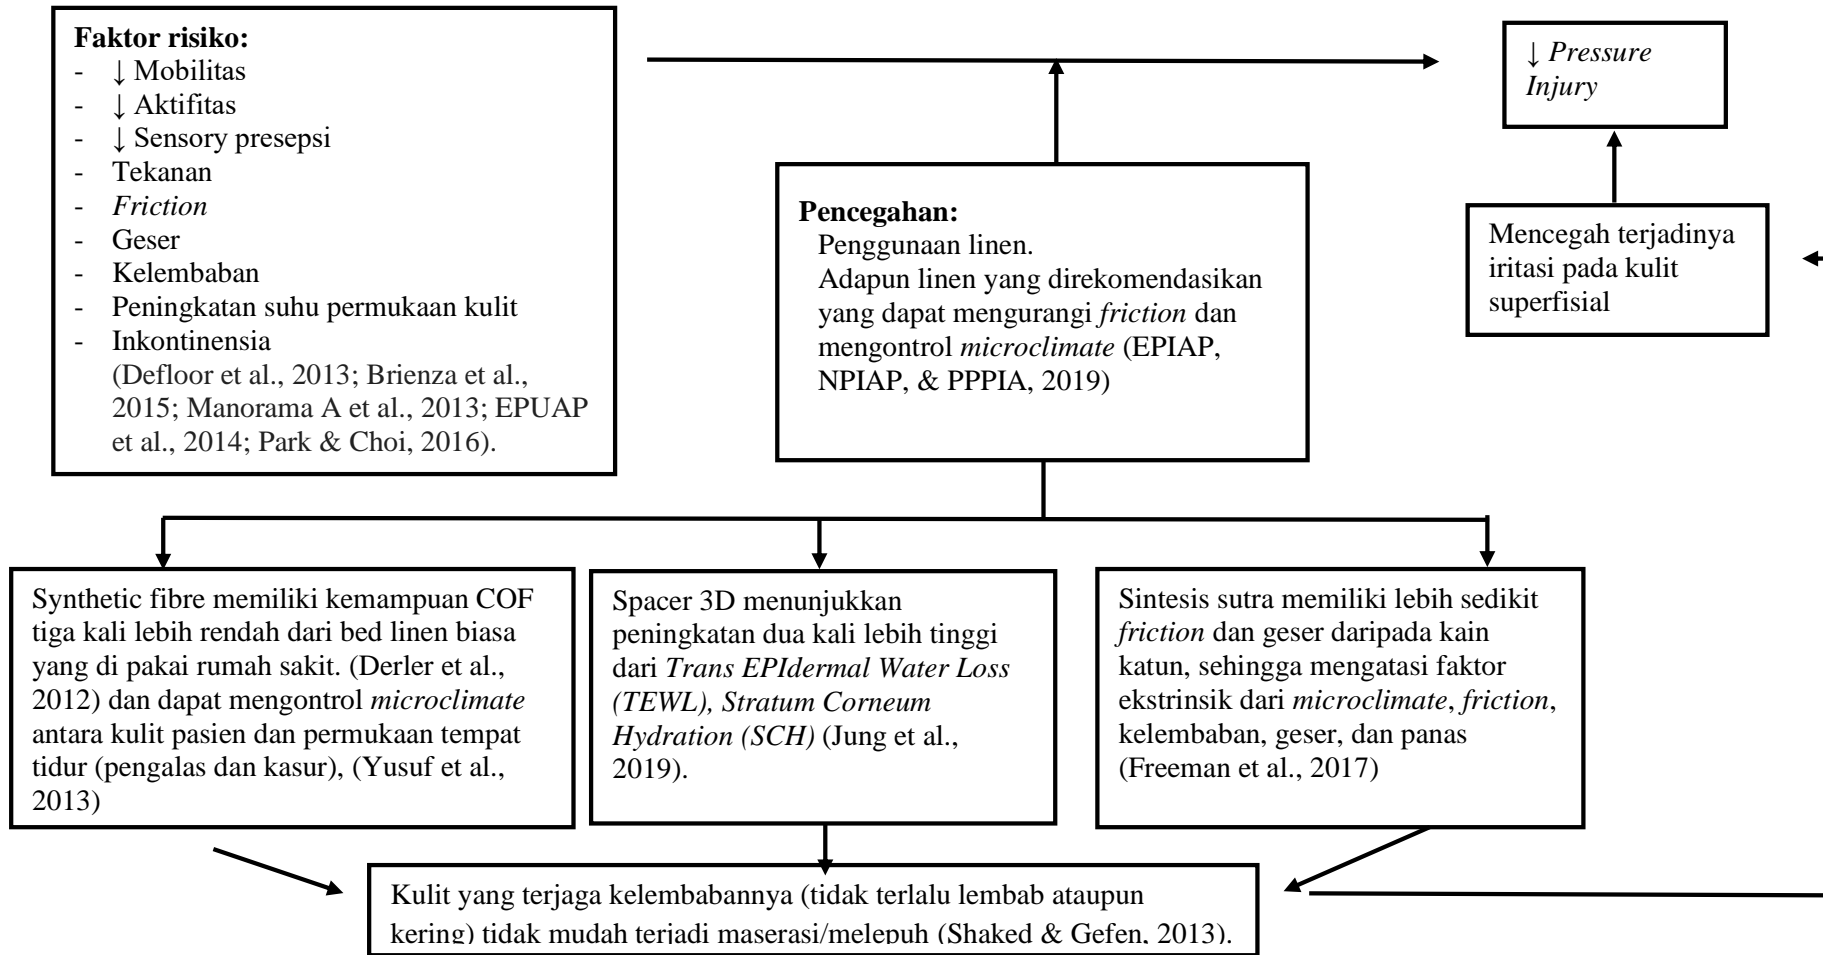 Faktor risiko:
- ↓ Mobilitas
- ↓ Aktifitas
- ↓ Sensory presepsi
- Tekanan
- Friction
- Geser
- Kelembaban
- Peningkatan suhu permukaan kulit
- Inkontinensia
(Defloor et al., 2013; Brienza et al.,
2015; Manorama A et al., 2013; EPUAP
et al., 2014; Park & Choi, 2016).
↓ Pressure
Injury
Pencegahan:
Penggunaan linen.
Adapun linen yang direkomendasikan
yang dapat mengurangi friction dan
mengontrol microclimate (EPIAP,
NPIAP, & PPPIA, 2019)
Mencegah terjadinya
iritasi pada kulit
superfisial
Synthetic fibre memiliki kemampuan COF
tiga kali lebih rendah dari bed linen biasa
yang di pakai rumah sakit. (Derler et al.,
2012) dan dapat mengontrol microclimate
antara kulit pasien dan permukaan tempat
tidur (pengalas dan kasur), (Yusuf et al.,
2013)
Spacer 3D menunjukkan
peningkatan dua kali lebih tinggi
dari Trans EPIdermal Water Loss
(TEWL), Stratum Corneum
Hydration (SCH) (Jung et al.,
2019).
Sintesis sutra memiliki lebih sedikit
friction dan geser daripada kain
katun, sehingga mengatasi faktor
ekstrinsik dari microclimate, friction,
kelembaban, geser, dan panas
(Freeman et al., 2017)
Kulit yang terjaga kelembabannya (tidak terlalu lembab ataupun
kering) tidak mudah terjadi maserasi/melepuh (Shaked & Gefen, 2013).